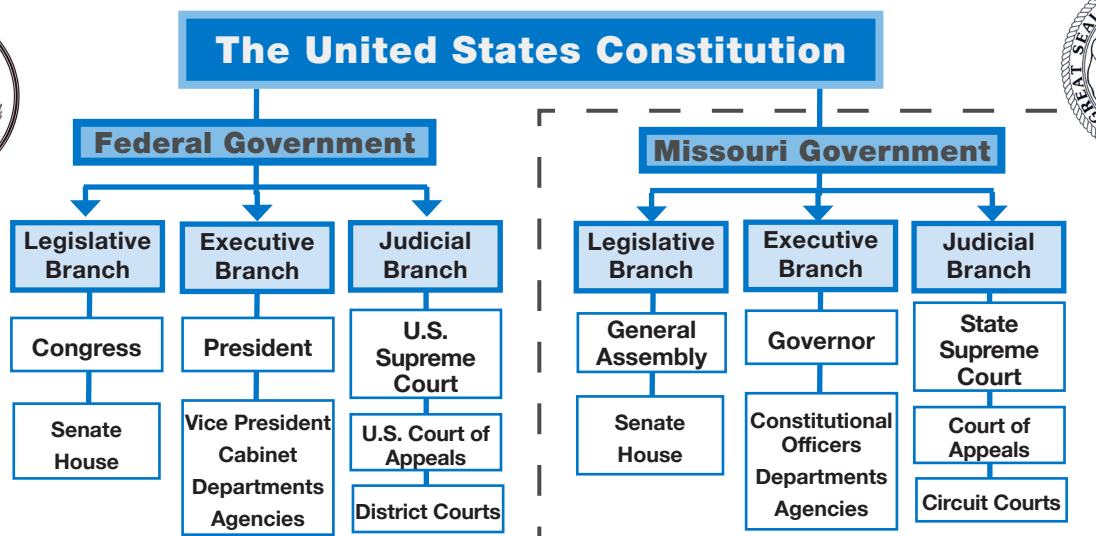 The United States Constitution
GREAT SEAL
Federal Government
Missouri Government
Legislative
Branch
Executive
Branch
Judicial
Branch
Legislative
Branch
Executive
Branch
Judicial
Branch
Congress
President
U.S.
Supreme
Court
General
Assembly
Governor
State
Supreme
Court
Senate
House
Vice President
Cabinet
Departments
Agencies
U.S. Court of
Appeals
District Courts
Senate
House
Constitutional
Officers
Departments
Agencies
Court of
Appeals
Circuit Courts